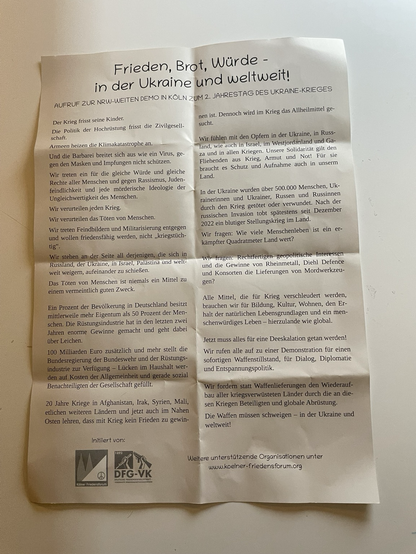 Frieden, Brot, Würde -
in der Ukraine und weltweit!
AUFRUF ZUR NRW-WEITEN DEMO IN KÖLN ZUM 2. JAHRESTAG DES UKRAINE-KRIEGES
Der Krieg frisst seine Kinder.
Die Politik der Hochrüstung frisst die Zivilgesell-
schaft.
Armeen heizen die Klimakatastrophe an.
Und die Barbarei breitet sich aus wie ein Virus, ge-
gen den Masken und Impfungen nicht schützen.
Wir treten ein für die gleiche Würde und gleiche
Rechte aller Menschen und gegen Rassismus, Juden-
feindlichkeit und jede mörderische Ideologie der
Ungleichwertigkeit des Menschen.
Wir verurteilen jeden Krieg.
Wir verurteilen das Töten von Menschen.
Wir treten Feindbildern und Militarisierung entgegen
und wollen friedensfähig werden, nicht „kriegstüch-
tig“.
Wir stehen an der Seite all derjenigen, die sich in
Russland, der Ukraine, in Israel, Palästina und welt-
weit weigern, aufeinander zu schießen.
Das Töten von Menschen ist niemals ein Mittel zu
einem vermeintlich guten Zweck.
Ein Prozent der Bevölkerung in Deutschland besitzt
mittlerweile mehr Eigentum als 50 Prozent der Men-
schen. Die Rüstungsindustrie hat in den letzten zwei
Jahren enorme Gewinne gemacht und geht dabei
über Leichen.
100 Milliarden Euro zusätzlich und mehr stellt die
Bundesregierung der Bundeswehr und der Rüstungs-
industrie zur Verfügung – Lücken im Haushalt wer-
den auf Kosten der Allgemeinheit und gerade sozial
Benachteiligten der Gesellschaft gefüllt.
20 Jahre Kriege in Afghanistan, Irak, Syrien, Mali,
etlichen weiteren Ländern und jetzt auch im Nahen
Osten lehren, dass mit Krieg kein Frieden zu gewin-
nen ist. Dennoch wird im Krieg das Allheilmittel ge-
sucht.
Wir fühlen mit den Opfern in der Ukraine, in Russ-
land, wie auch in Israel, im Westjordanland und Ga-
za und in allen Kriegen. Unsere Solidarität gilt den
Fliehenden aus Krieg, Armut und Not! Für sie
braucht es Schutz und Aufnahme auch in unserm
Land.
In der Ukraine wurden über 500.000 Menschen, Uk-
rainerinnen und Ukrainer, Russen und Russinnen
durch den Krieg getötet oder verwundet. Nach der
russischen Invasion tobt spätestens seit Dezember
2022 ein blutiger Stellungskrieg im Land.
Wir fragen: Wie viele Menschenleben ist ein er-
kämpfter Quadratmeter Land wert?
Wir fragen: Rechtfertigen geopolitische Interessen
und die Gewinne von Rheinmetall, Diehl Defence
und Konsorten die Lieferungen von Mordwerkzeu-
gen?
Alle Mittel, die für Krieg verschleudert werden,
brauchen wir für Bildung, Kultur, Wohnen, den Er-
halt der natürlichen Lebensgrundlagen und ein men-
schenwürdiges Leben – hierzulande wie global.
Jetzt muss alles für eine Deeskalation getan werden!
Wir rufen alle auf zu einer Demonstration für einen
sofortigen Waffenstillstand, für Dialog, Diplomatie
und Entspannungspolitik.
Wir fordern statt Waffenlieferungen den Wiederauf-
bau aller kriegsverwüsteten Länder durch die an die-
sen Kriegen Beteiligten und globale Abrüstung.
Die Waffen müssen schweigen – in der Ukraine und
weltweit!
Initiiert von:
DFG-VK
Weitere unterstützende Organisationen unter
www.koelner-friedensforum.org